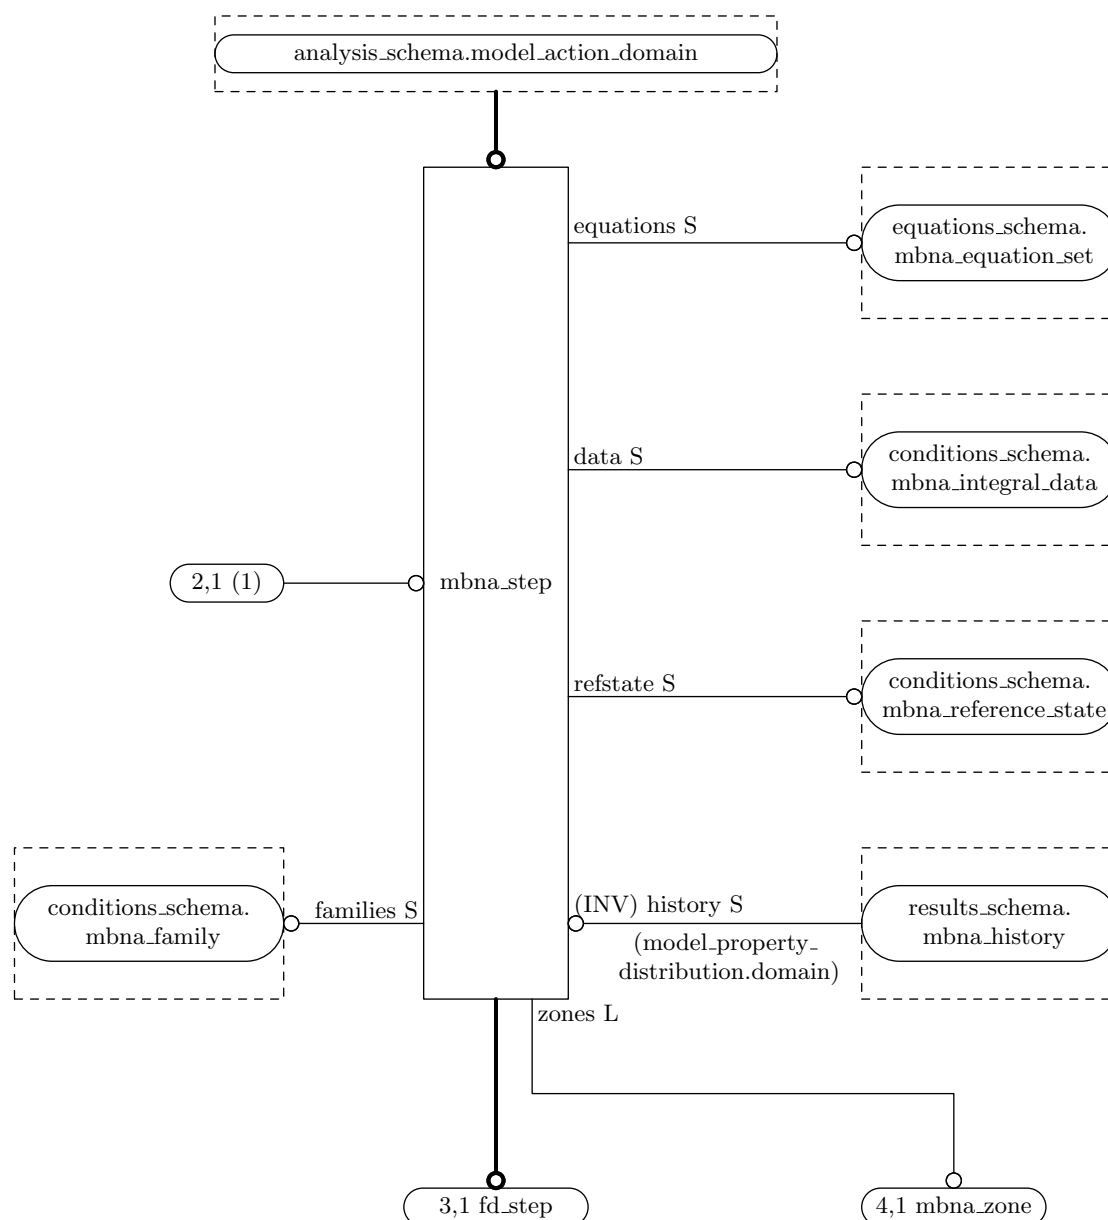 analysis_schema.model_action_domain
equations S
equations_schema.
mbna_equation_set
data S
conditions_schema.
mbna_integral_data
2,1 (1)
mbna_step
refstate S
conditions_schema.
mbna_reference_state
conditions_schema.
mbna_family
families S
(INV) history S
(model_property_
distribution.domain)
results_schema.
mbna_history
zones L
3,1 fd_step
4,1 mbna_zone